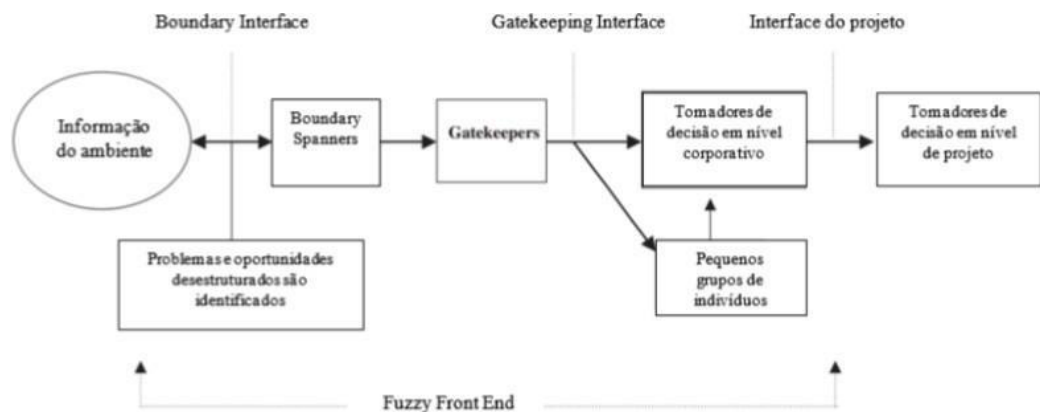 Boundary Interface
Gatekeeping Interface
Interface do projeto
Informação
do ambiente
Boundary
Spanners
Gatekeepers
Tomadores de
decisão em nível
corporativo
Tomadores de
decisão em nível
de projeto
Problemas e oportunidades
desestruturados são
identificados
Pequenos
grupos de
indivíduos
Fuzzy Front End